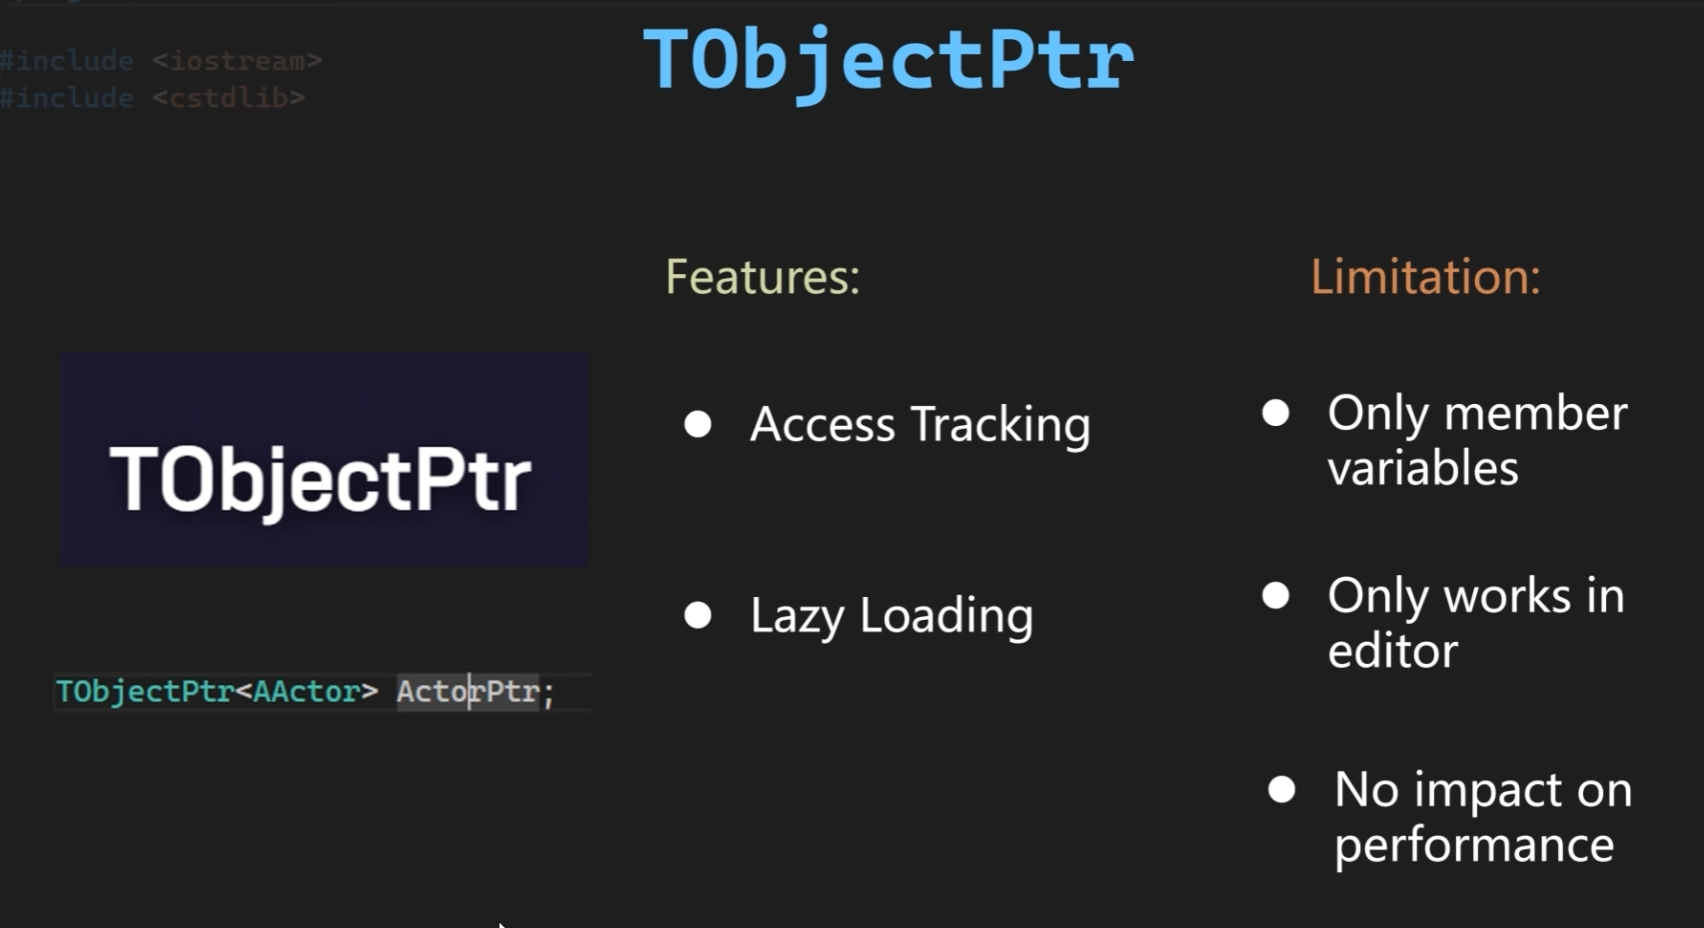 #include <iostream>
#include <cstdlib>
TObjectPtr
TObjectPtr
TObjectPtr<AActor> ActorPtr;
Features:
● Access Tracking
● Lazy Loading
Limitation:
● Only member
variables
● Only works in
editor
● No impact on
performance